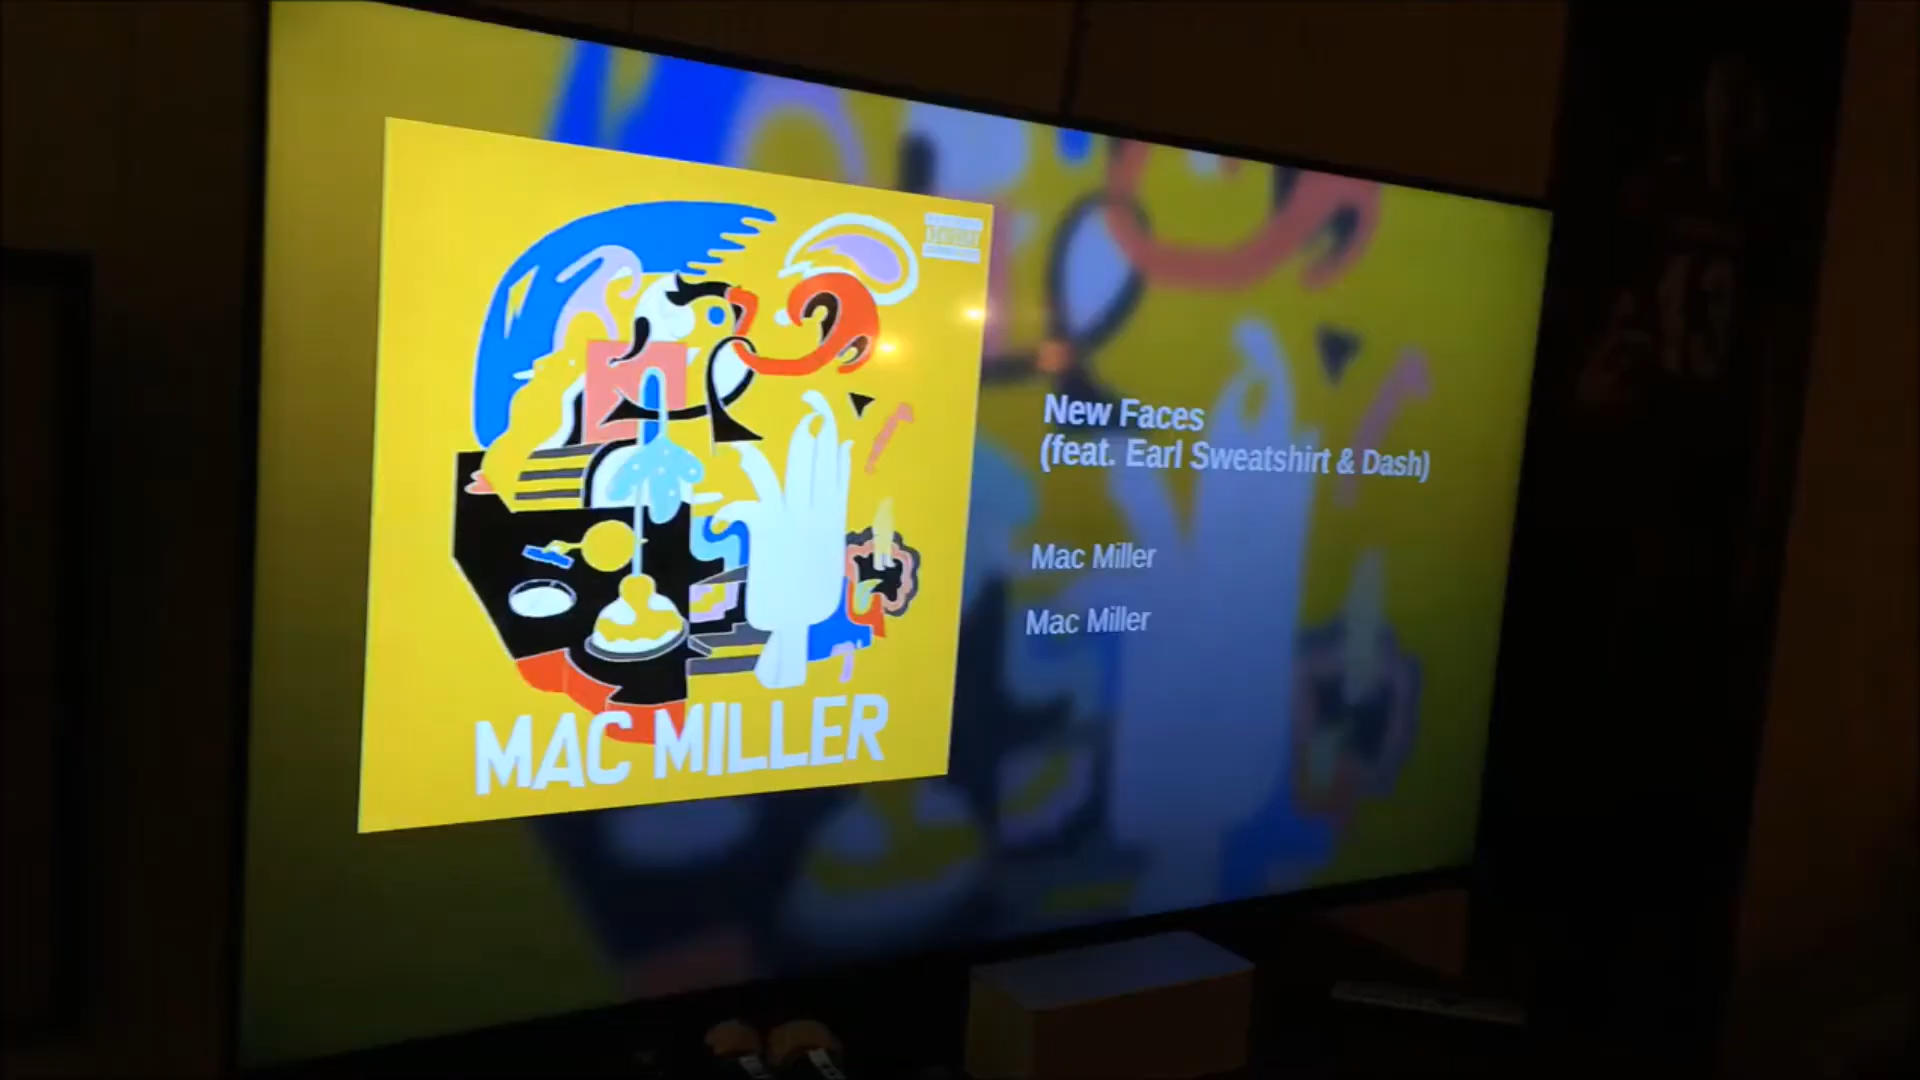 MAC MILLER
New Faces
(feat. Earl Sweatshirt & Dash)
Mac Miller
Mac Miller